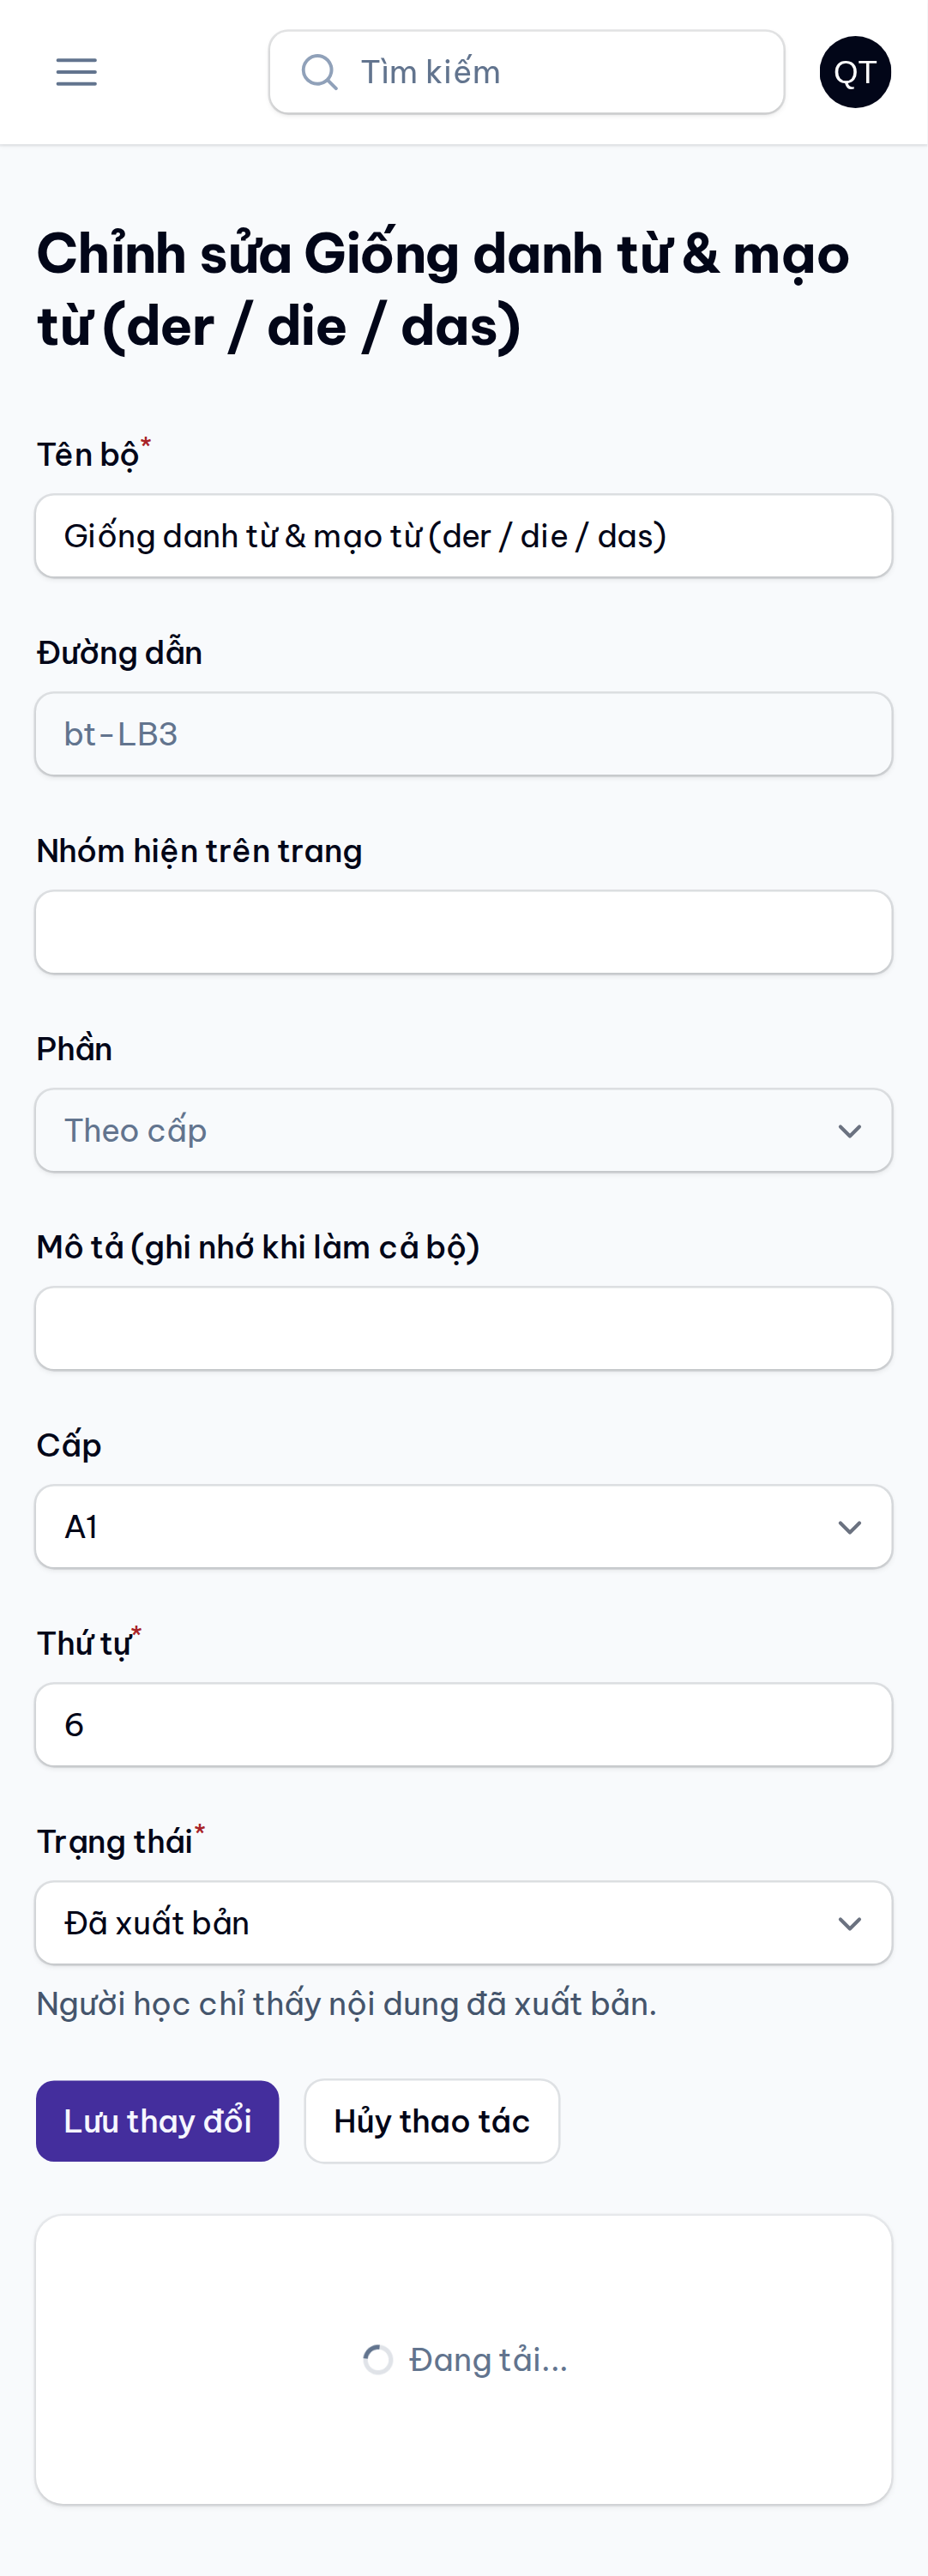 Tìm kiếm
QT
Chỉnh sửa Giống danh từ & mạo
từ (der / die / das)
Tên bộ*
Giống danh từ & mạo từ (der / die / das)
Đường dẫn
bt-LB3
Nhóm hiện trên trang
Phần
Theo cấp
Mô tả (ghi nhớ khi làm cả bộ)
Cấp
A1
Thứ tự*
6
Trạng thái*
Đã xuất bản
Người học chỉ thấy nội dung đã xuất bản.
Lưu thay đổi
Hủy thao tác
Đang tải...